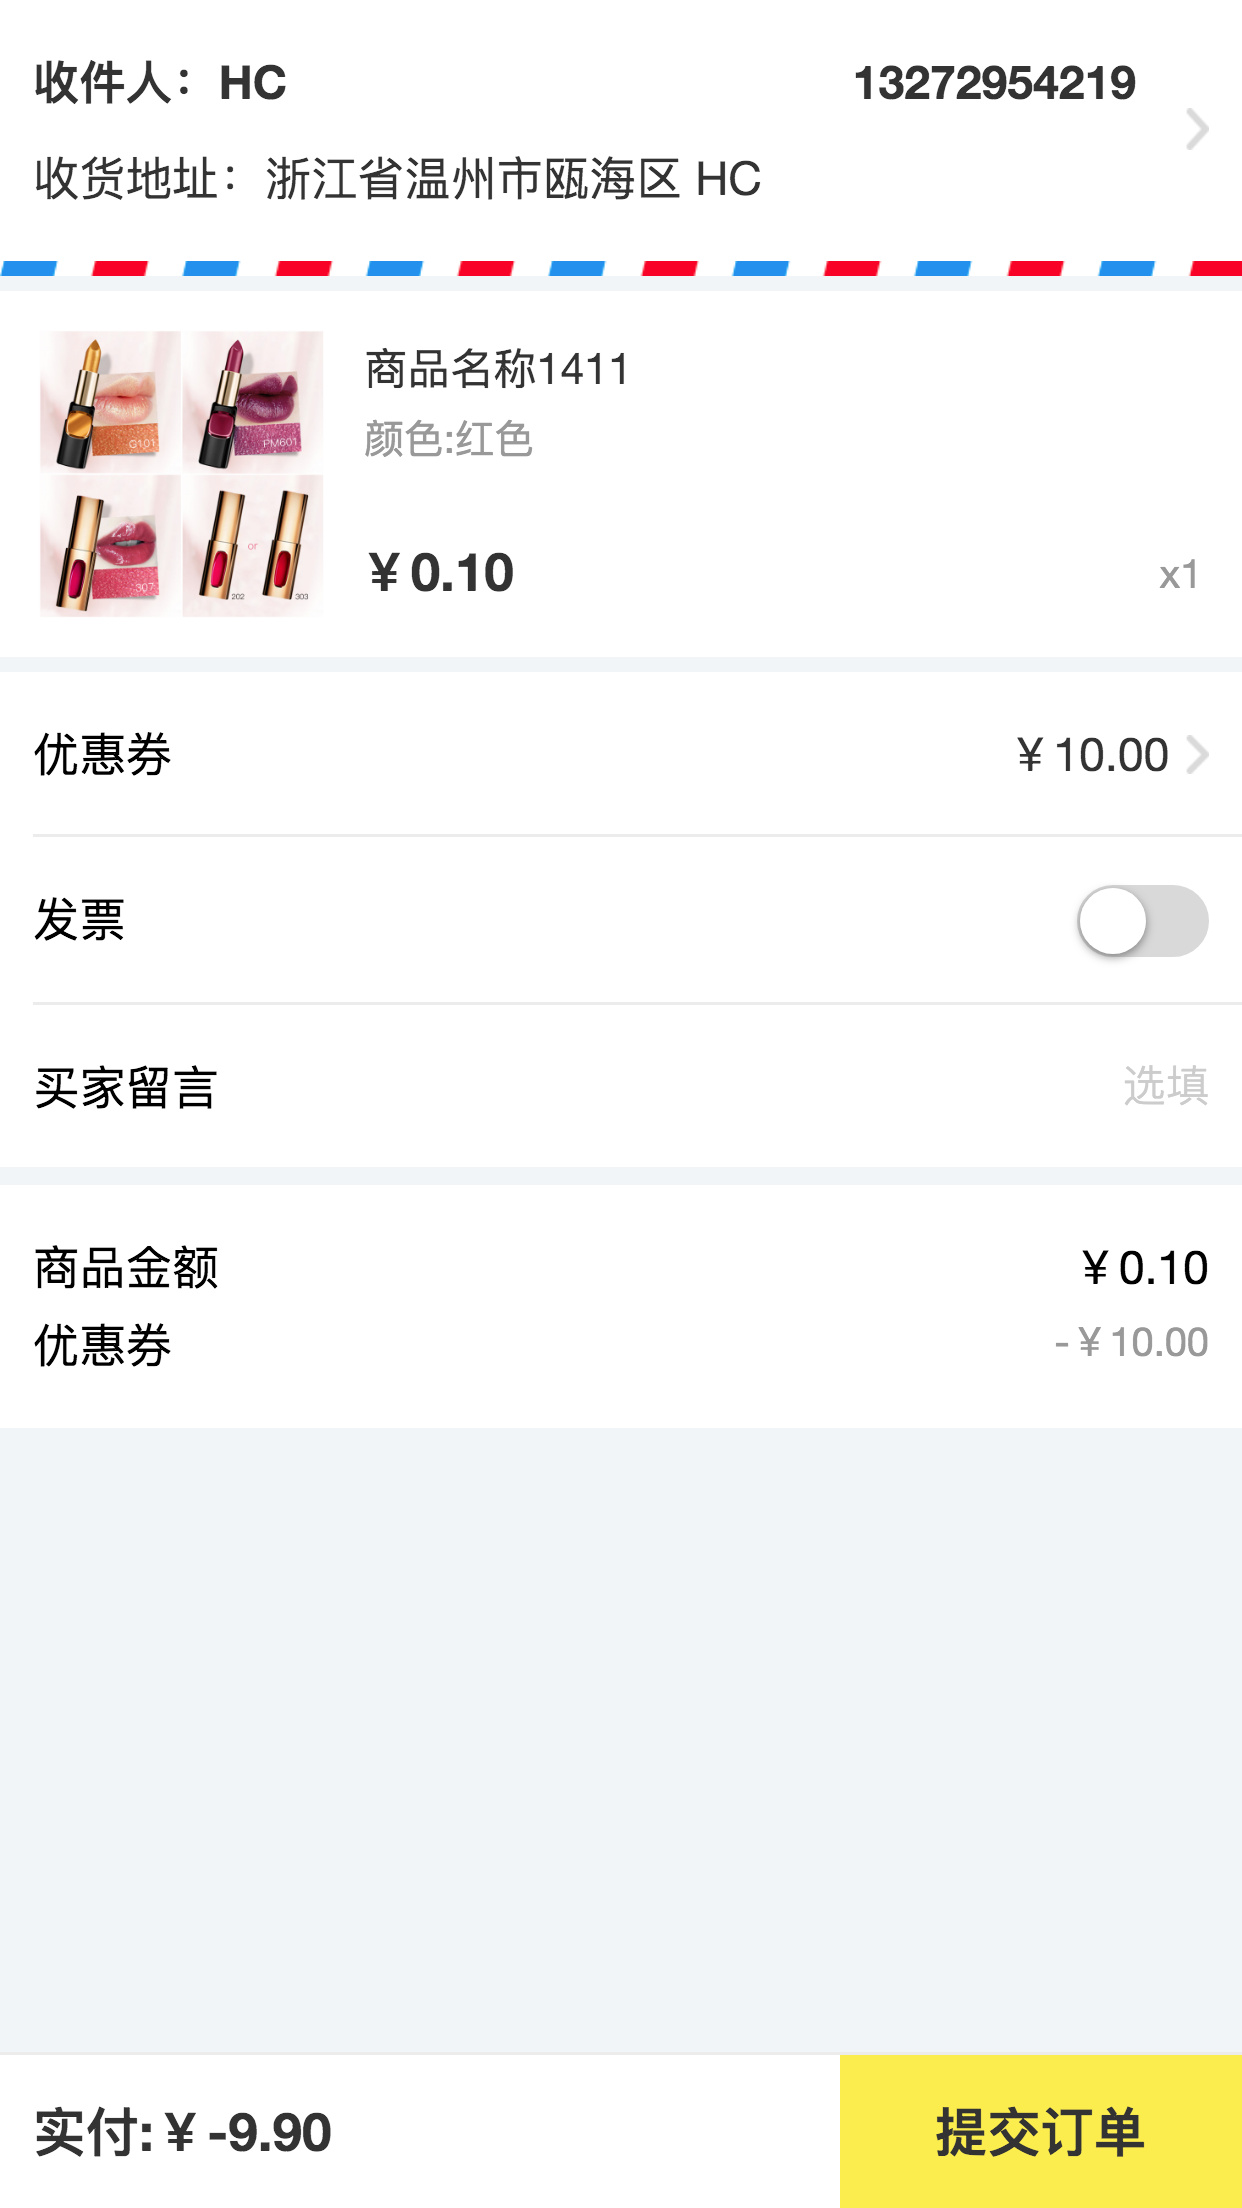 收件人：HC 13272954219
收货地址：浙江省温州市瓯海区 HC
商品名称1411
颜色:红色
G101
PM601
307
or
202
303
¥ 0.10 x1
优惠券 ¥ 10.00
发票
买家留言 选填
商品金额 ¥ 0.10
优惠券 - ¥ 10.00
实付: ¥ -9.90 提交订单